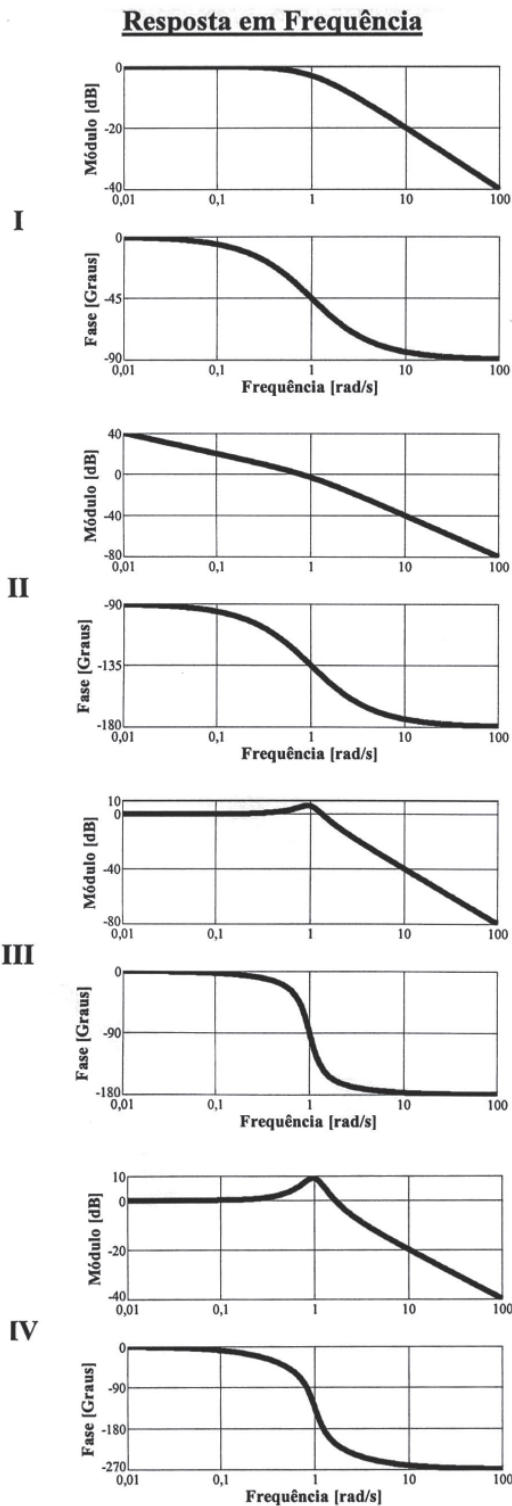 Resposta em Frequência
I
Módulo [dB]
0
-20
-40
0,01 0,1 1 10 100
Fase [Graus]
0
-45
-90
0,01 0,1 1 10 100
Frequência [rad/s]
II
Módulo [dB]
40
0
-40
-80
0,01 0,1 1 10 100
Fase [Graus]
-90
-135
-180
0,01 0,1 1 10 100
Frequência [rad/s]
III
Módulo [dB]
10
0
-40
-80
0,01 0,1 1 10 100
Fase [Graus]
0
-90
-180
0,01 0,1 1 10 100
Frequência [rad/s]
IV
Módulo [dB]
10
0
-20
-40
0,01 0,1 1 10 100
Fase [Graus]
0
-90
-180
-270
0,01 0,1 1 10 100
Frequência [rad/s]